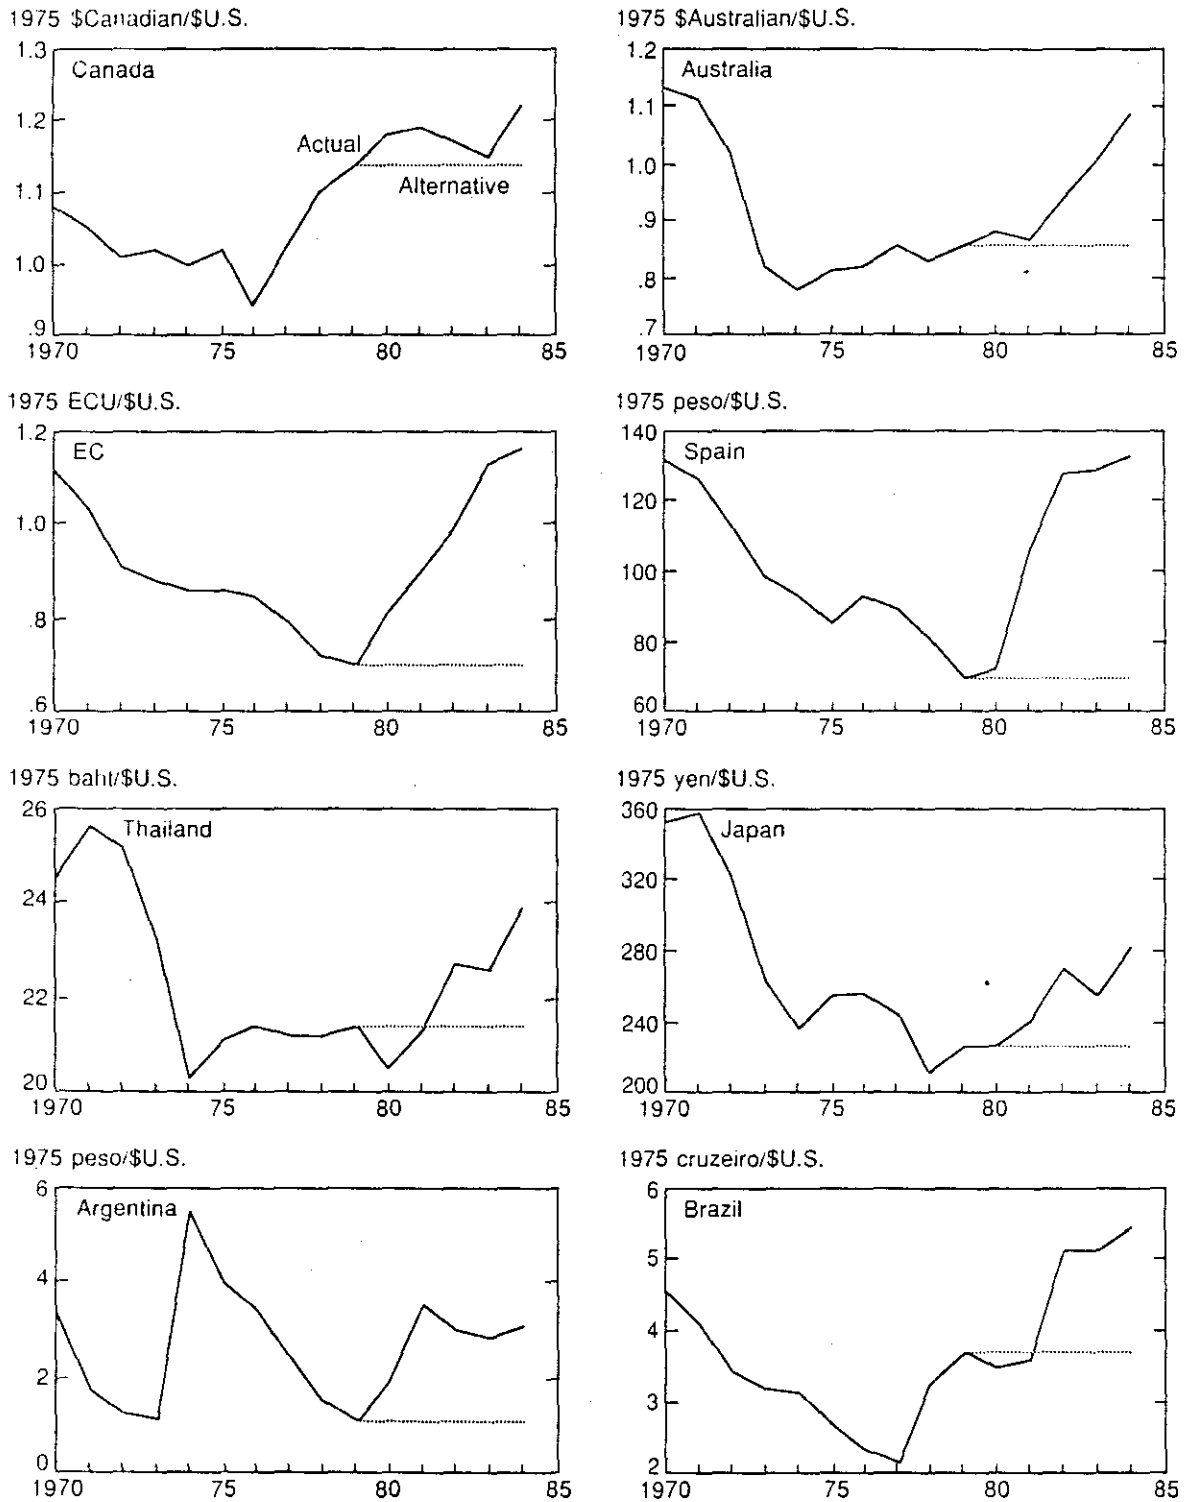 1975 $Canadian/$U.S.
1.3
Canada
1.2
Actual
Alternative
1.1
1.0
.9
1970 75 80 85
1975 $Australian/$U.S.
1.2
Australia
1.1
1.0
.9
.8
.7
1970 75 80 85
1975 ECU/$U.S.
1.2
EC
1.0
.8
.6
1970 75 80 85
1975 peso/$U.S.
140
Spain
120
100
80
60
1970 75 80 85
1975 baht/$U.S.
26
Thailand
24
22
20
1970 75 80 85
1975 yen/$U.S.
360
Japan
320
280
240
200
1970 75 80 85
1975 peso/$U.S.
6
Argentina
4
2
0
1970 75 80 85
1975 cruzeiro/$U.S.
6
Brazil
5
4
3
2
1970 75 80 85